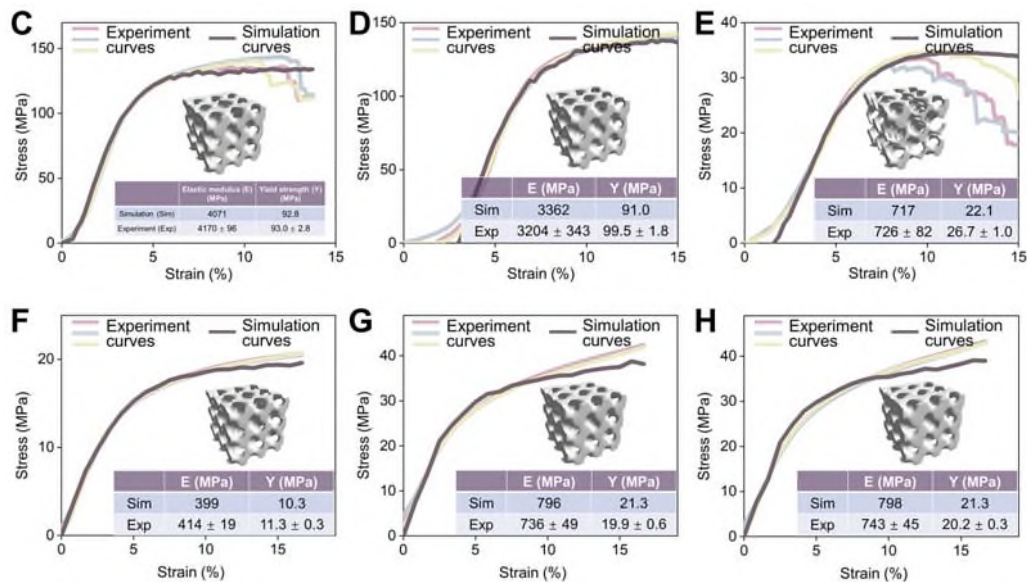 C
Experiment curves
Simulation curves
150
100
50
0
Stress (MPa)
Elastic modulus (E) (MPa)
Yield strength (Y) (MPa)
Simulation (Sim) 4071 92.8
Experiment (Exp) 4170 ± 96 93.0 ± 2.8
0 5 10 15
Strain (%)
D
Experiment curves
Simulation curves
150
100
50
0
Stress (MPa)
E (MPa) Y (MPa)
Sim 3362 91.0
Exp 3204 ± 343 99.5 ± 1.8
0 5 10 15
Strain (%)
E
Experiment curves
Simulation curves
40
30
20
10
0
Stress (MPa)
E (MPa) Y (MPa)
Sim 717 22.1
Exp 726 ± 82 26.7 ± 1.0
0 5 10 15
Strain (%)
F
Experiment curves
Simulation curves
20
10
0
Stress (MPa)
E (MPa) Y (MPa)
Sim 399 10.3
Exp 414 ± 19 11.3 ± 0.3
0 5 10 15
Strain (%)
G
Experiment curves
Simulation curves
40
30
20
10
0
Stress (MPa)
E (MPa) Y (MPa)
Sim 796 21.3
Exp 736 ± 49 19.9 ± 0.6
0 5 10 15
Strain (%)
H
Experiment curves
Simulation curves
40
30
20
10
0
Stress (MPa)
E (MPa) Y (MPa)
Sim 798 21.3
Exp 743 ± 45 20.2 ± 0.3
0 5 10 15
Strain (%)